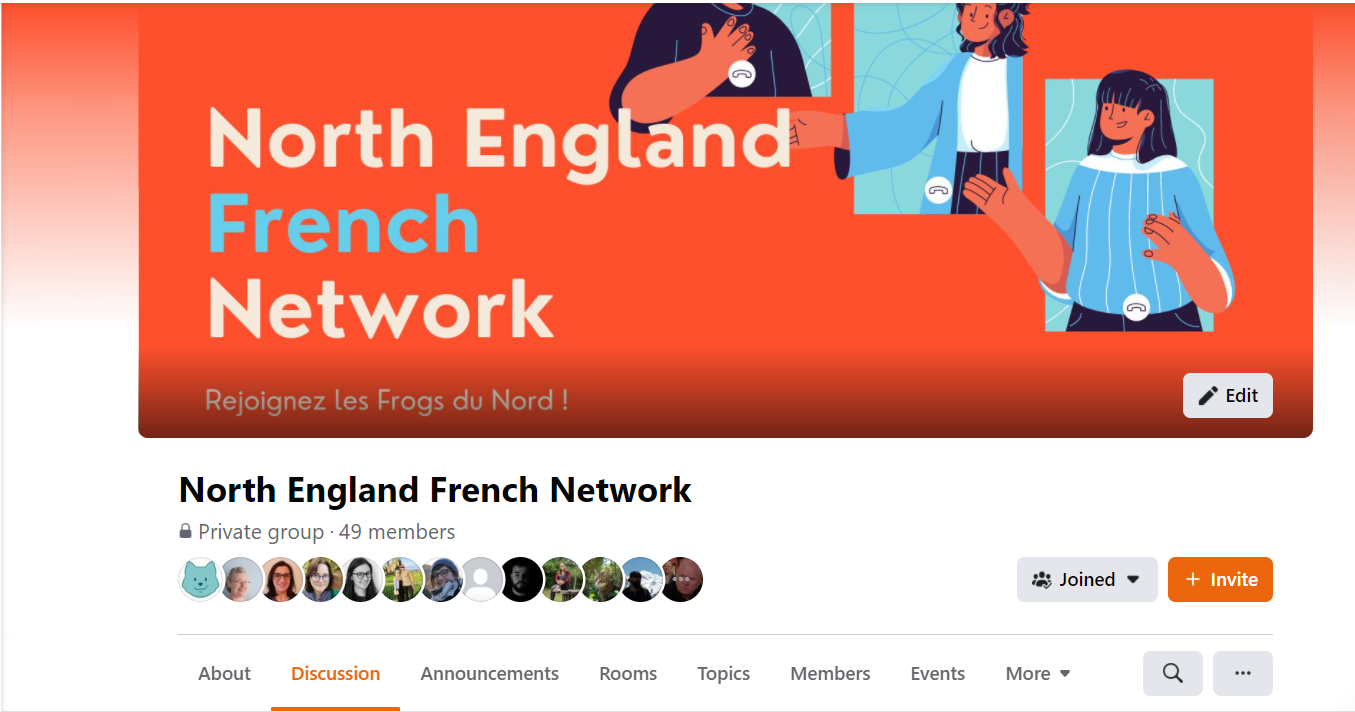 North England
French
Network
Rejoignez les Frogs du Nord !
Edit
North England French Network
Private group · 49 members
Joined
+ Invite
About Discussion Announcements Rooms Topics Members Events More